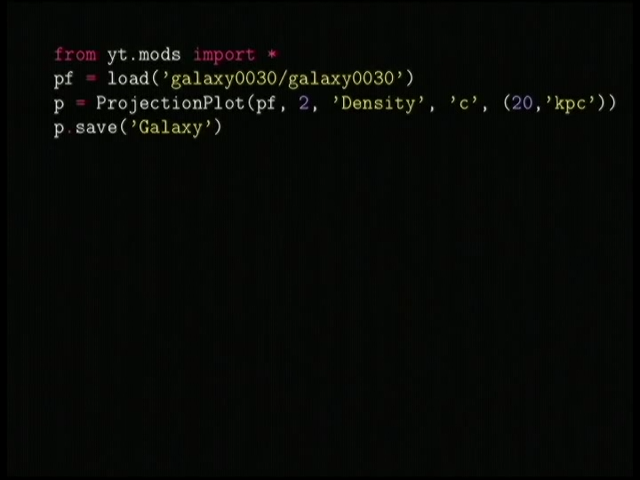 from yt.mods import *
pf = load('galaxy0030/galaxy0030')
p = ProjectionPlot(pf, 2, 'Density', 'c', (20,'kpc'))
p.save('Galaxy')